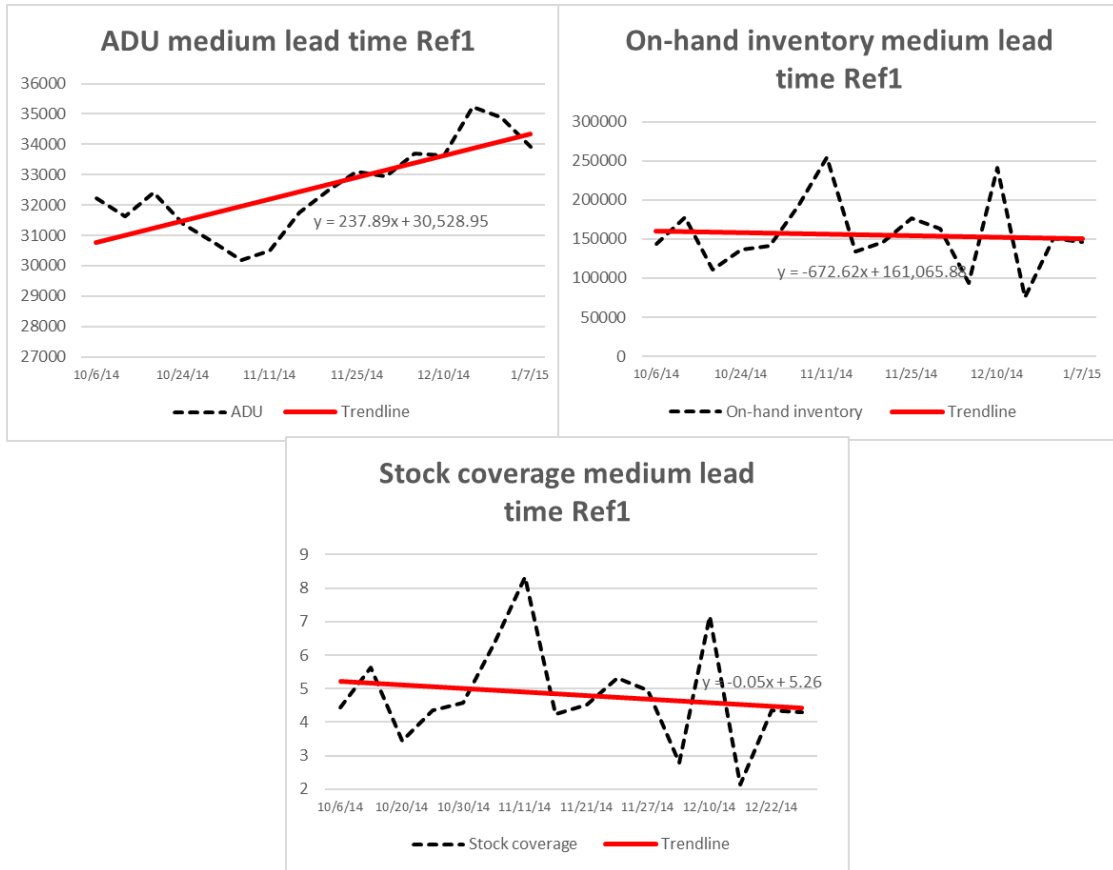 ADU medium lead time Ref1
36000
35000
34000
33000
32000
31000
30000
29000
28000
27000
y = 237.89x + 30,528.95
10/6/14 10/24/14 11/11/14 11/25/14 12/10/14 1/7/15
ADU Trendline
On-hand inventory medium lead
time Ref1
300000
250000
200000
150000
100000
50000
0
y = -672.62x + 161,065.88
10/6/14 10/24/14 11/11/14 11/25/14 12/10/14 1/7/15
On-hand inventory Trendline
Stock coverage medium lead
time Ref1
9
8
7
6
5
4
3
2
y = -0.05x + 5.26
10/6/14 10/20/14 10/30/14 11/11/14 11/21/14 11/27/14 12/10/14 12/22/14
Stock coverage Trendline